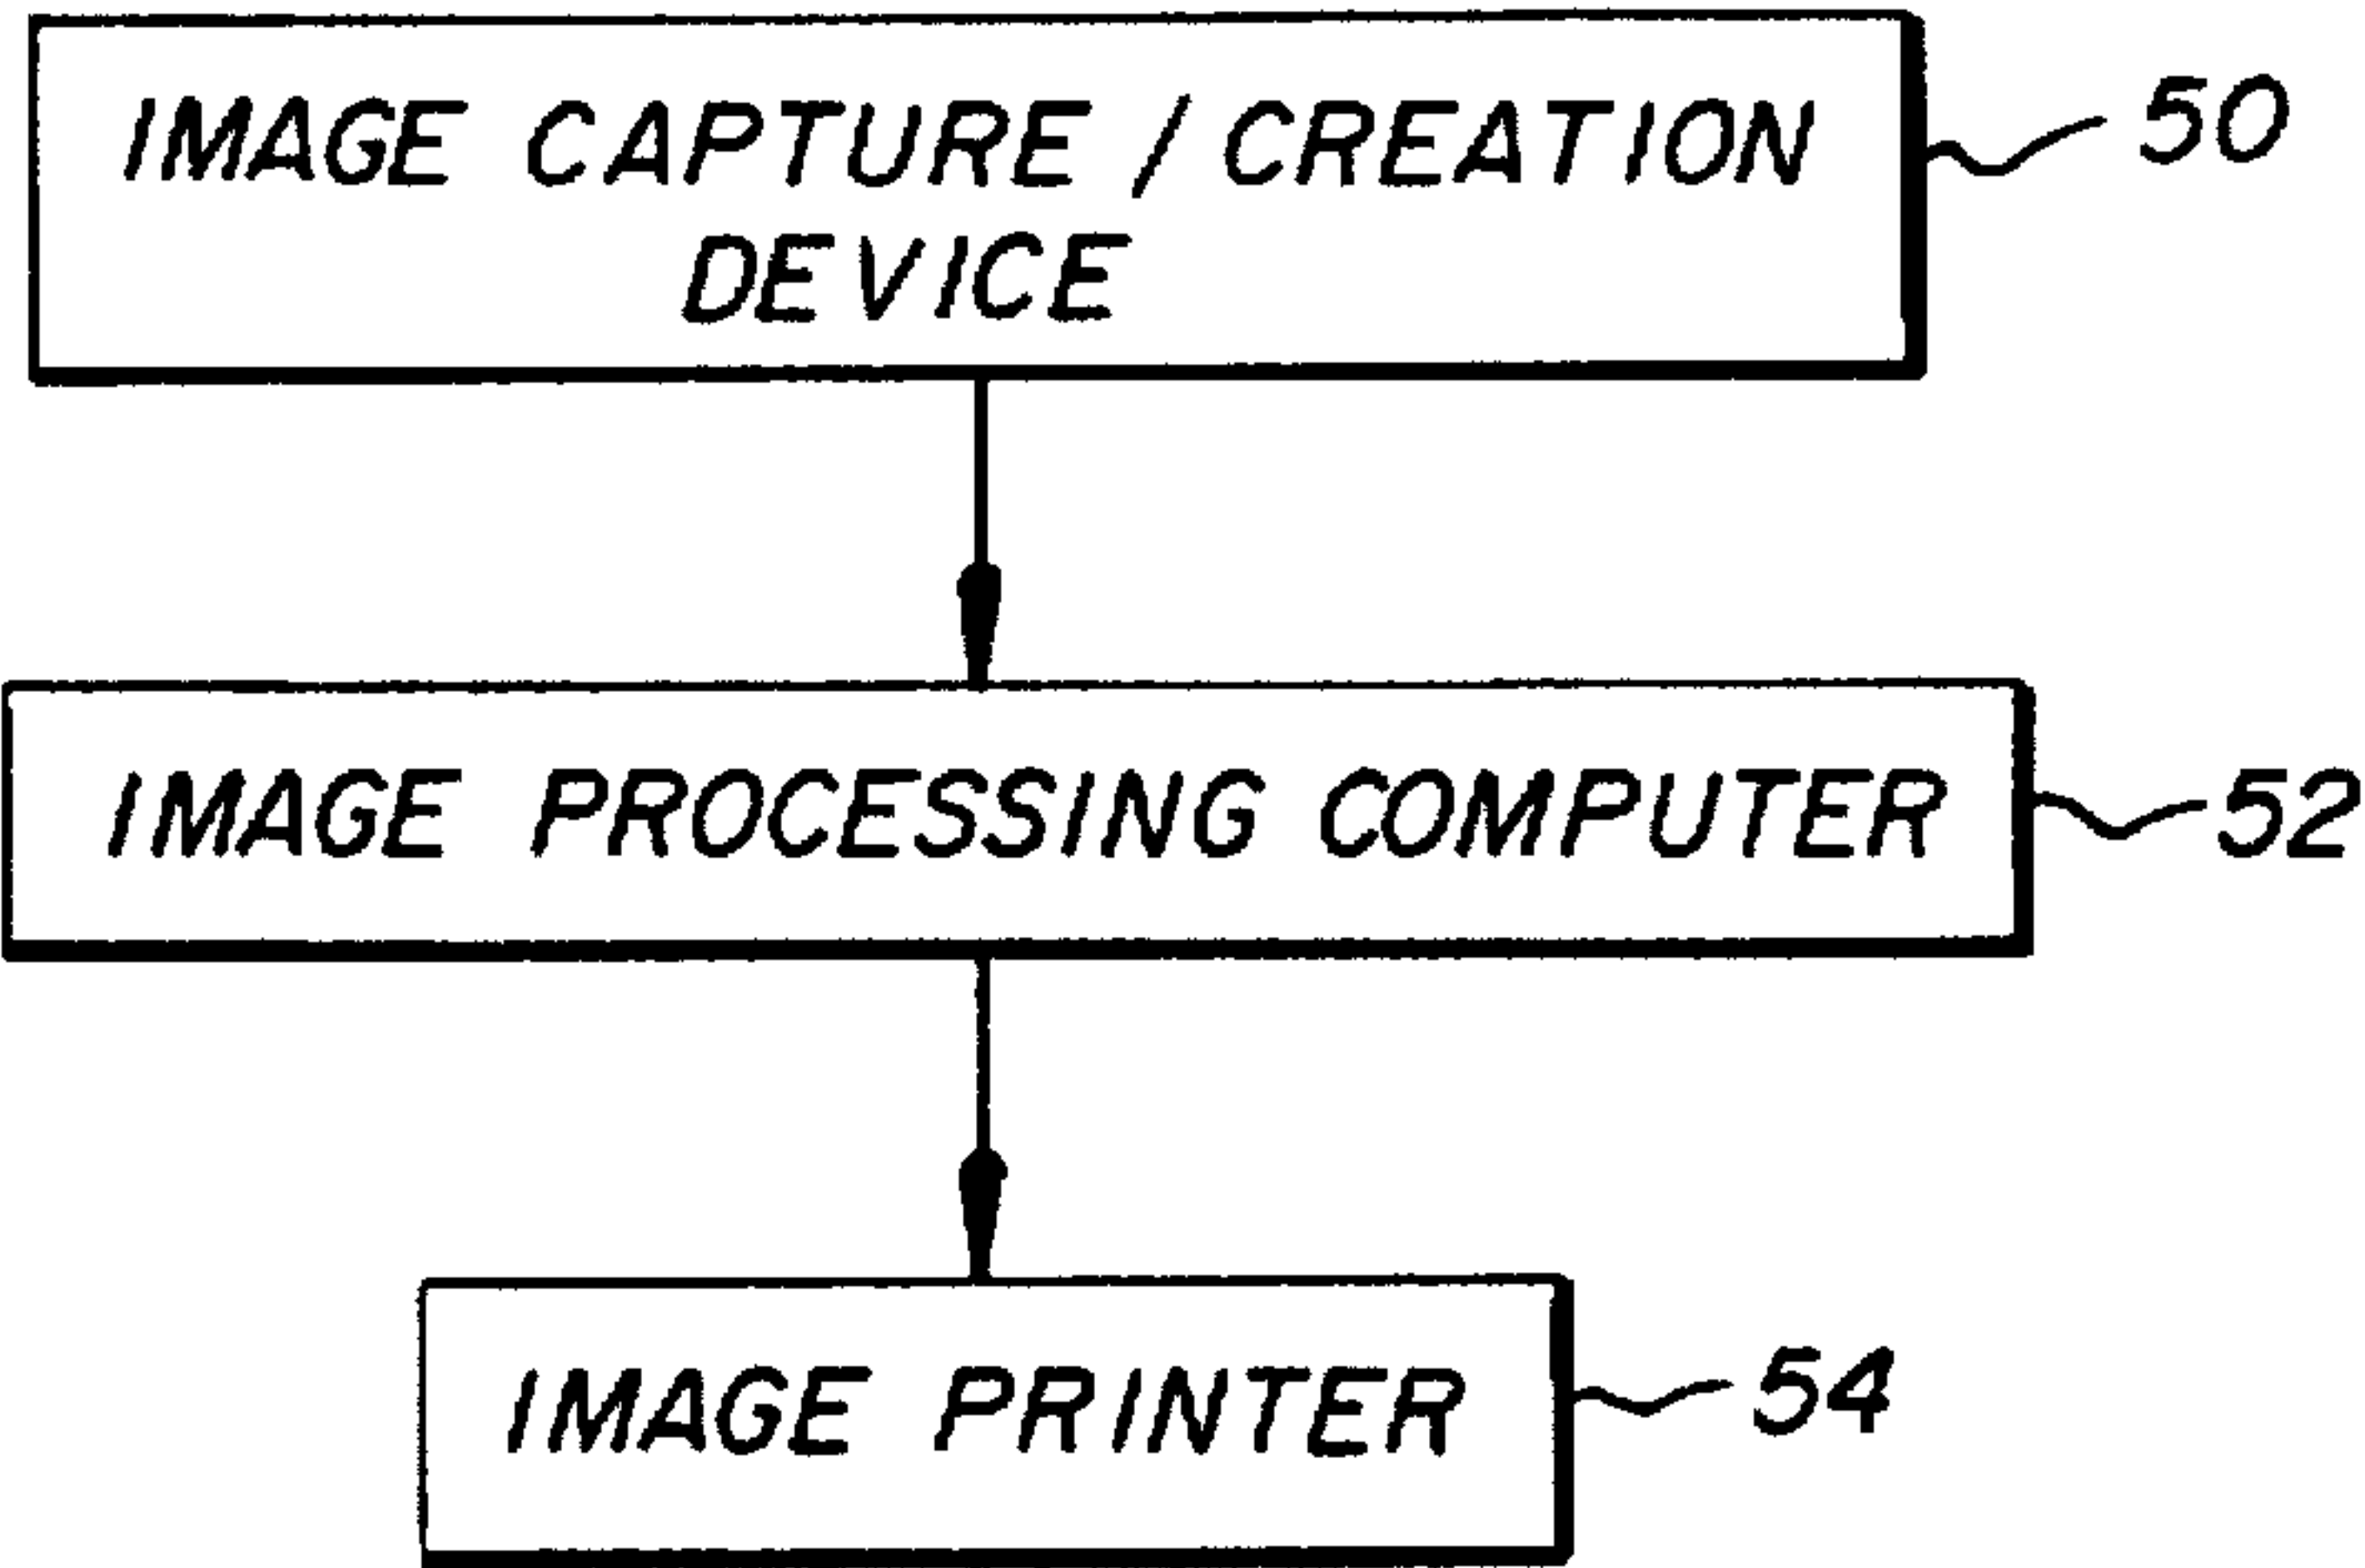 IMAGE CAPTURE / CREATION 50
DEVICE
IMAGE PROCESSING COMPUTER 52
IMAGE PRINTER 54